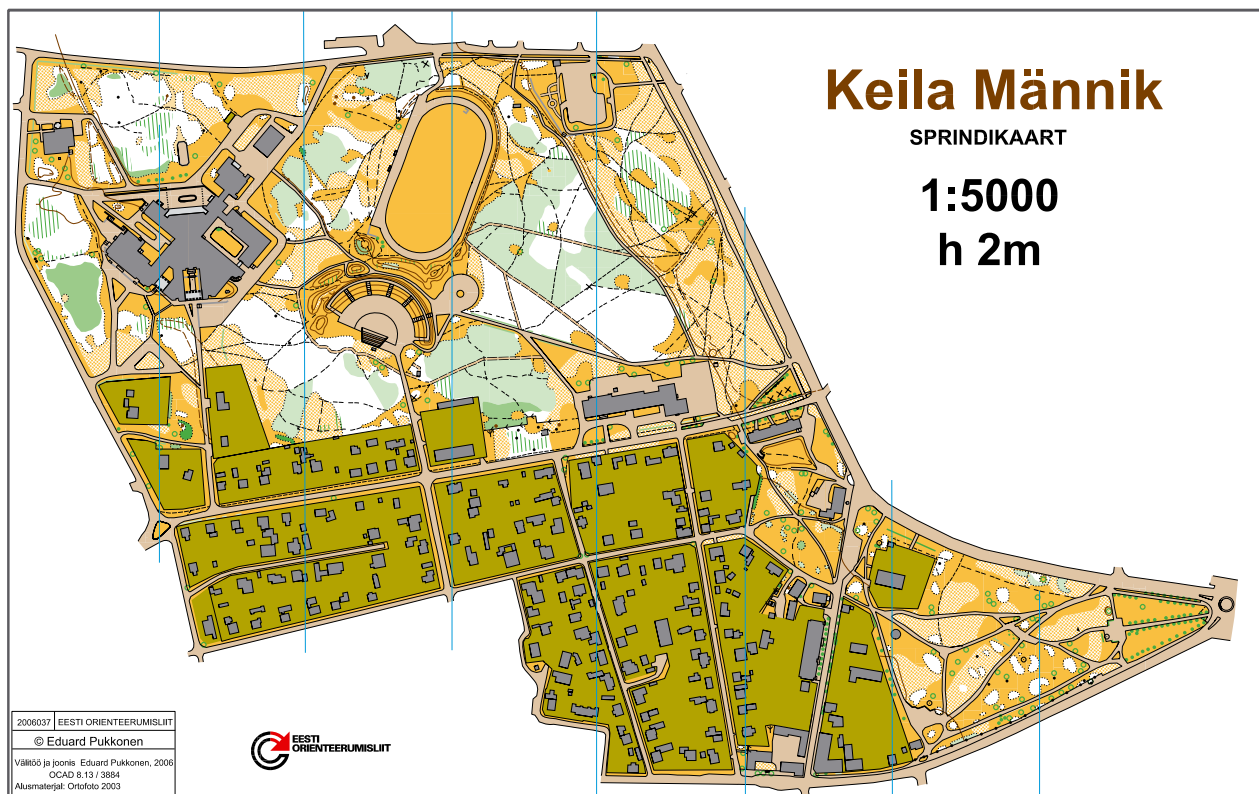 Keila Männik
SPRINDIKAART
1:5000
h 2m
2006037 EESTI ORIENTEERUMISLIIT
© Eduard Pukkonen
Välitöö ja joonis Eduard Pukkonen, 2006
OCAD 8.13 / 3884
Alusmaterjal: Ortofoto 2003
EESTI
ORIENTEERUMISLIIT